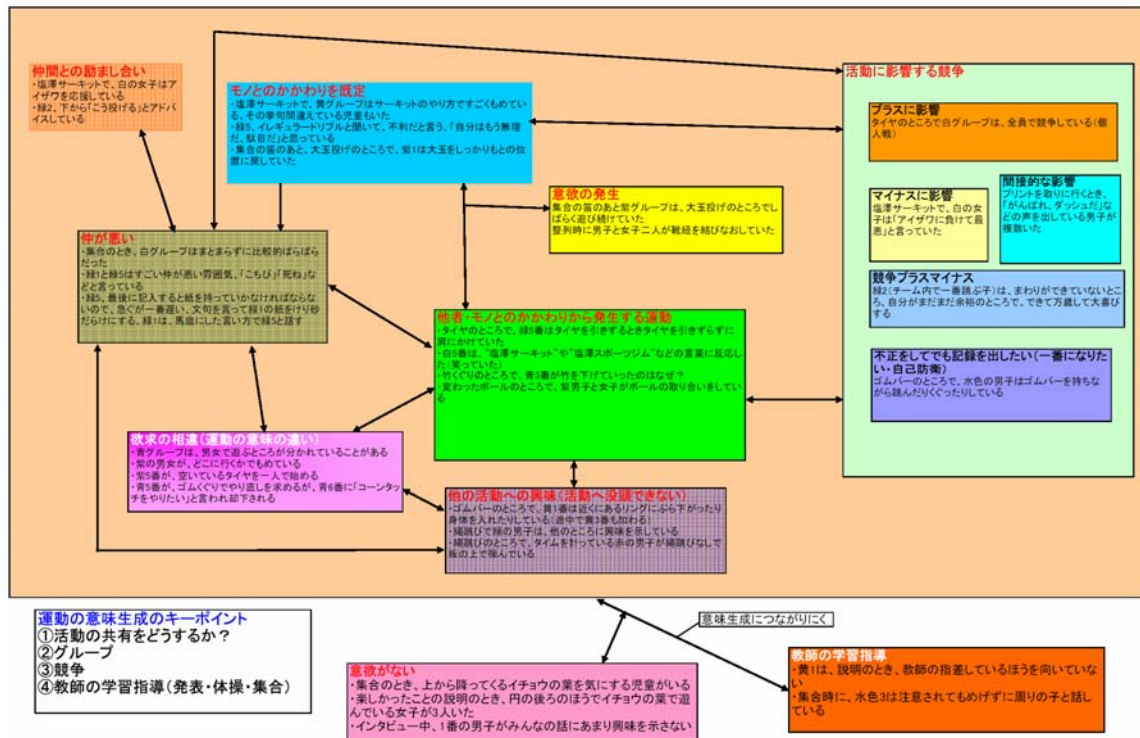 仲間との励まし合い
・塩澤サーキットで、白の女子はア
イザワを応援している
・緑2、下から「こう投げる」とアドバ
イスしている
モノとのかかわりを既定
・塩澤サーキットで、黄グループはサーキットのやり方ですごくもめてい
る、その挙句間違えている児童もいた
・緑5、イレギュラードリブルと聞いて、不利だと言う、「自分はもう無理
だ、駄目だ」と思っている
・集合の笛のあと、大玉投げのところで、紫1は大玉をしっかりもとの位
置に戻していた
活動に影響する競争
プラスに影響
タイヤのところで白グループは、全員で競争している(個
人戦)
マイナスに影響
塩澤サーキットで、白の女
子は「アイザワに負けて最
悪」と言っていた
間接的な影響
プリントを取りに行くとき、
「がんばれ、ダッシュだ」な
どの声を出している男子が
複数いた
競争プラスマイナス
緑2(チーム内で一番跳ぶ子)は、まわりができていないと
ころ、自分がまだまだ余裕のところで、できて万歳して大喜び
する
不正をしてでも記録を出したい(一番になりた
い・自己防衛)
ゴムバーのところで、水色の男子はゴムバーを持ちな
がら跳んだりくぐったりしている
意欲の発生
集合の笛のあと紫グループは、大玉投げのところでし
ばらく遊び続けていた
整列時に男子と女子二人が靴紐を結びなおしていた
仲が悪い
・集合のとき、白グループはまとまらずに比較的ばらばら
だった
・緑1と緑5はすごい仲が悪い雰囲気、「こちび」「死ね」な
どと言っている
・緑5、最後に記入すると紙を持っていかなければならな
いので、急ぐが一番遅い、文句を言って緑1の紙をけり砂
だらけにする、緑1は、馬鹿にした言い方で緑5と話す
他者・モノとのかかわりから発生する運動
・タイヤのところで、緑5番はタイヤを引きずるときタイヤを引きずらずに
肩にかけていた
・白5番は、“塩澤サーキット”や“塩澤スポーツジム”などの言葉に反応し
た(笑っていた)
・竹くぐりのところで、青3番が竹を下げていったのはなぜ?
・変わったボールのところで、紫男子と女子がボールの取り合いをしてい
る
欲求の相違(運動の意味の違い)
・青グループは、男女で遊ぶところが分かれていることがある
・紫の男女が、どこに行くかでもめている
・紫5番が、空いているタイヤを一人で始める
・青5番が、ゴムくぐりでやり直しを求めるが、青6番に「コーンタッ
チをやりたい」と言われ却下される
他の活動への興味(活動へ没頭できない)
・ゴムバーのところで、黄1番は近くにあるリングにぶら下がったり
身体を入れたりしている(途中で黄3番も加わる)
・縄跳びで緑の男子は、他のところに興味を示している
・縄跳びのところで、タイムを計っている赤の男子が縄跳びなしで
板の上で弾んでいる
運動の意味生成のキーポイント
①活動の共有をどうするか?
②グループ
③競争
④教師の学習指導(発表・体操・集合)
意味生成につながりにく
意欲がない
・集合のとき、上から降ってくるイチョウの葉を気にする児童がいる
・楽しかったことの説明のとき、円の後ろのほうでイチョウの葉で遊
んでいる女子が3人いた
・インタビュー中、1番の男子がみんなの話にあまり興味を示さない
教師の学習指導
・黄1は、説明のとき、教師の指差しているほうを向いていな
い
・集合時に、水色3は注意されてもめげずに周りの子と話し
ている